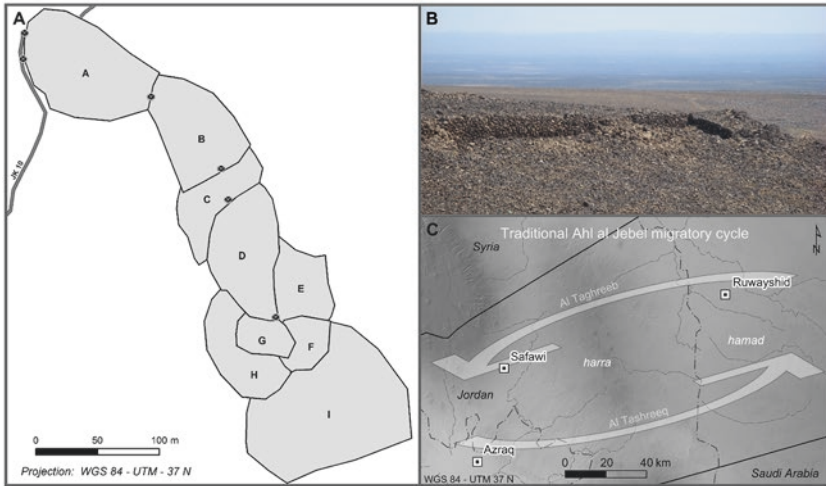 A
A
B
C
D
E
G
F
H
I
JK 10
0
50
100 m
Projection: WGS 84 - UTM - 37 N
B
C
Traditional Ahl al Jebel migratory cycle
N
Syria
Al Taghreeb
Ruwayshid
hamad
Safawi
harra
Jordan
Al Tashreeq
Azraq
0 20 40 km
WGS 84 - UTM 37 N
Saudi Arabia